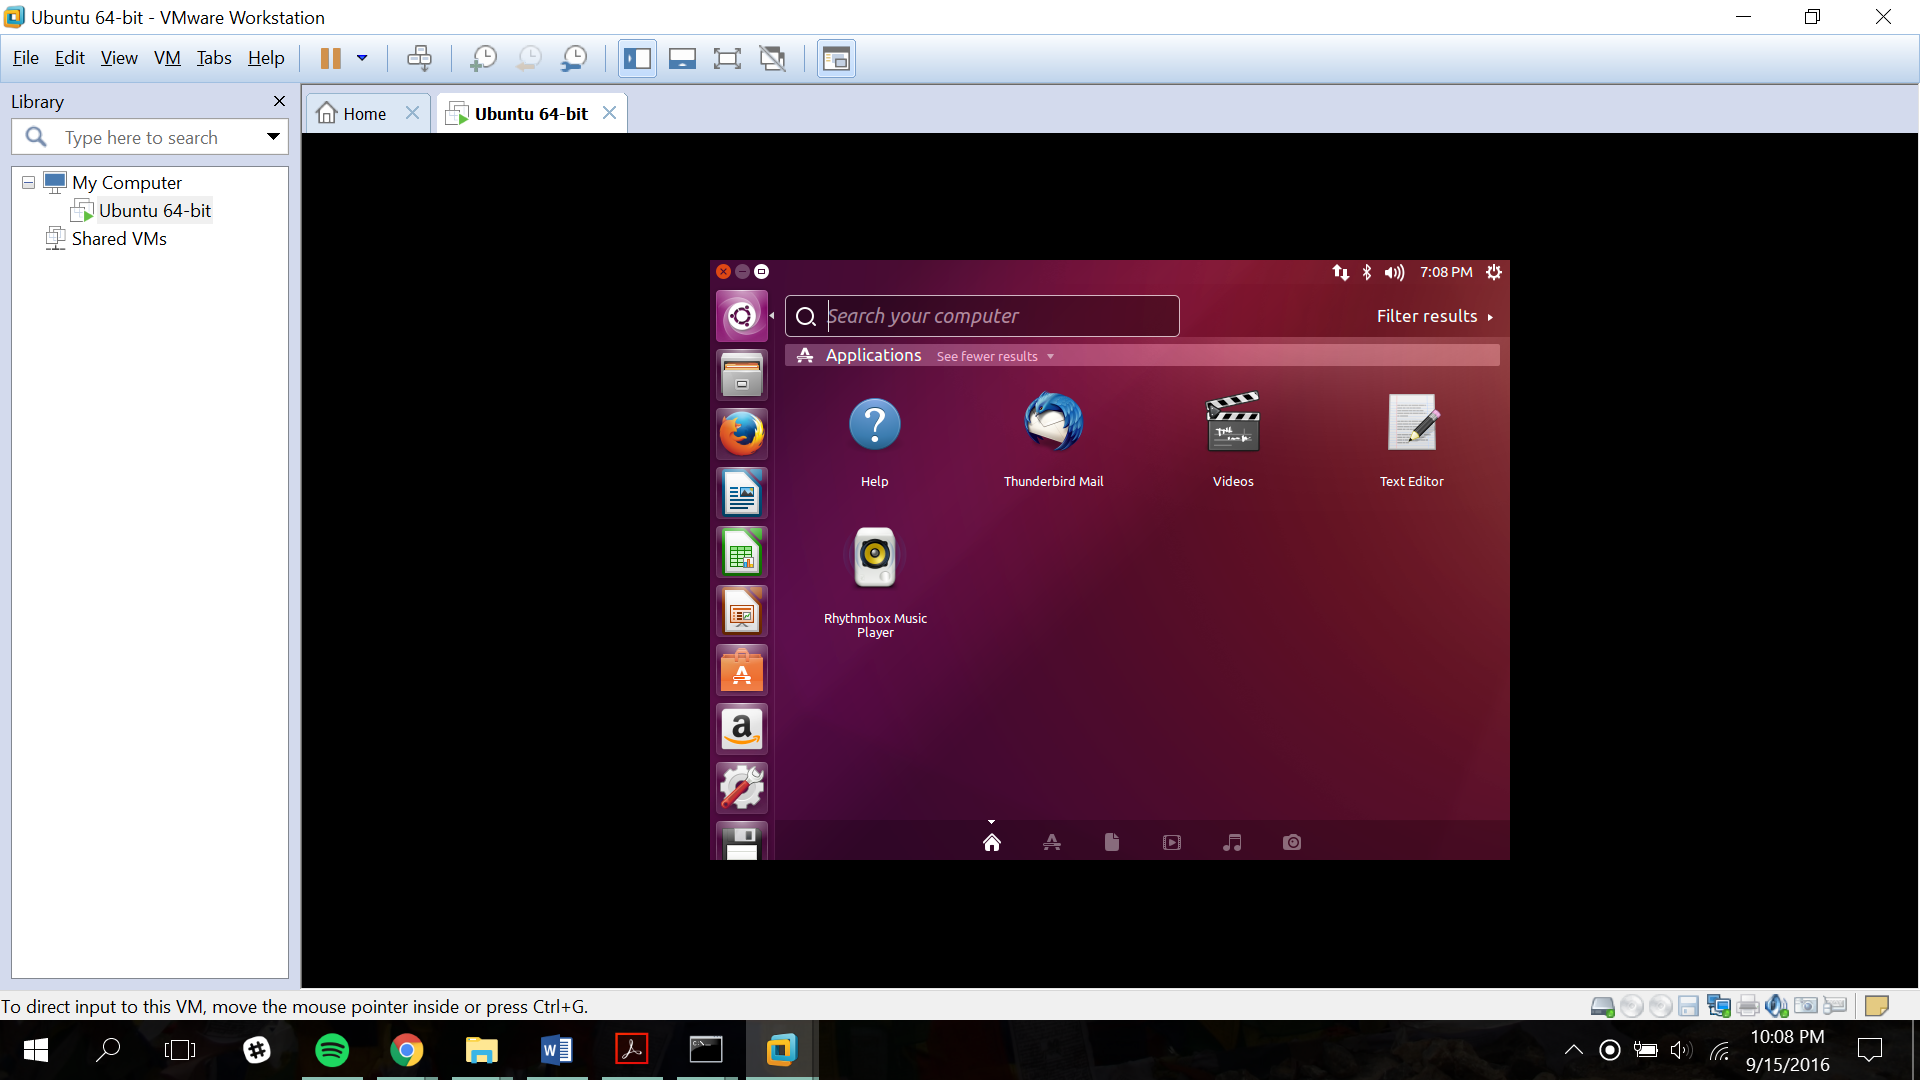 Ubuntu 64-bit - VMware Workstation
File Edit View VM Tabs Help
Library
Type here to search
My Computer
Ubuntu 64-bit
Shared VMs
Home
Ubuntu 64-bit
7:08 PM
Search your computer
Filter results
Applications See fewer results
Help
Thunderbird Mail
Videos
Text Editor
Rhythmbox Music
Player
To direct input to this VM, move the mouse pointer inside or press Ctrl+G.
10:08 PM
9/15/2016